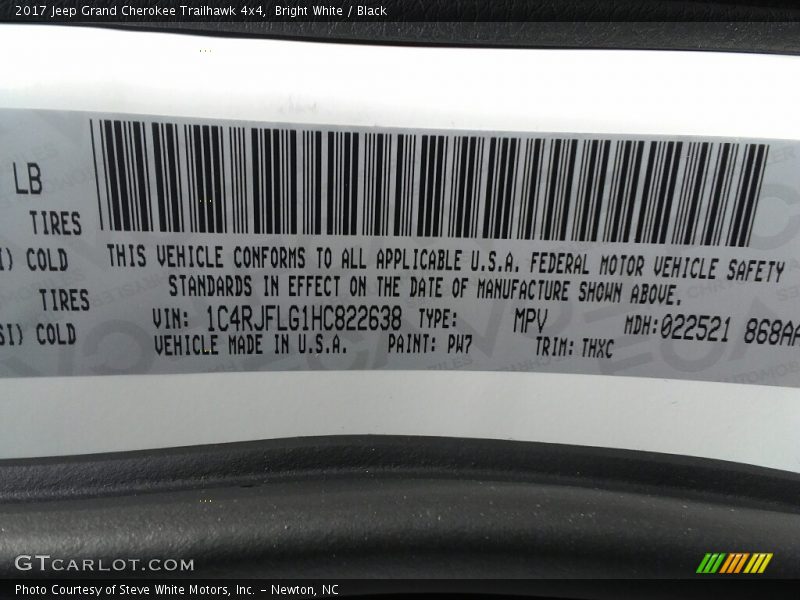 2017 Jeep Grand Cherokee Trailhawk 4x4, Bright White / Black
LB
TIRES
COLD
TIRES
COLD
THIS VEHICLE CONFORMS TO ALL APPLICABLE U.S.A. FEDERAL MOTOR VEHICLE SAFETY
STANDARDS IN EFFECT ON THE DATE OF MANUFACTURE SHOWN ABOVE.
VIN: 1C4RJFLG1HC822638 TYPE: MPV MDH:022521 868AA
VEHICLE MADE IN U.S.A. PAINT: PW7 TRIM: THXC
GTCARLOT.COM
Photo Courtesy of Steve White Motors, Inc. – Newton, NC